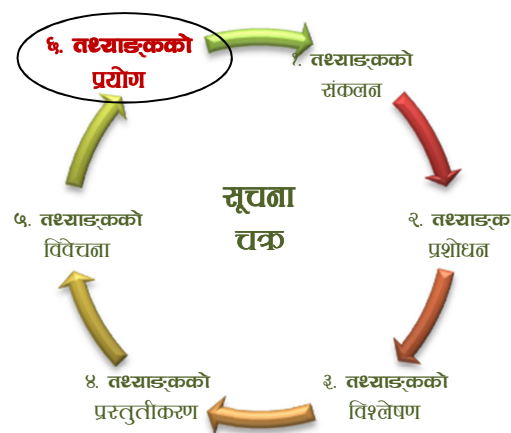 ६. तथ्याङ्कको
प्रयोग
१. तथ्याङ्कको
संकलन
२. तथ्याङ्क
प्रशोधन
३. तथ्याङ्कको
विश्लेषण
४. तथ्याङ्कको
प्रस्तुतीकरण
५. तथ्याङ्कको
विवेचना
सूचना
चक्र